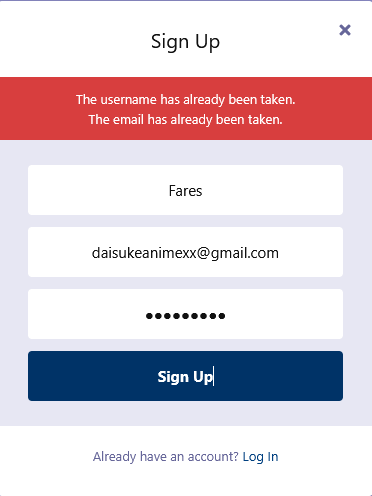 Sign Up
The username has already been taken.
The email has already been taken.
Fares
daisukeanimexx@gmail.com
●●●●●●●●●
Sign Up
Already have an account? Log In